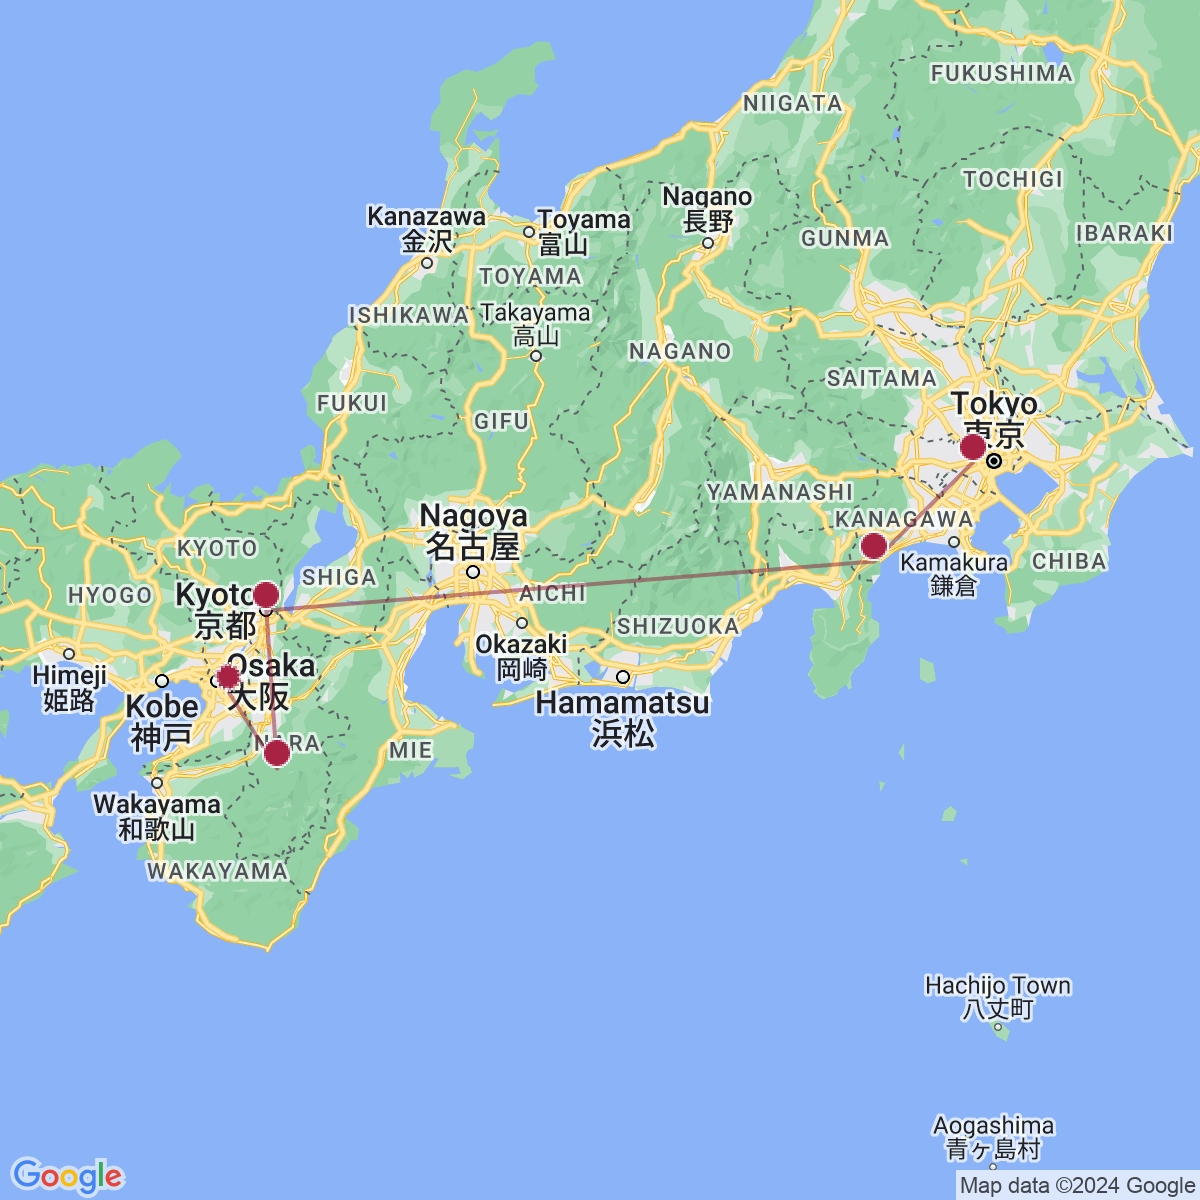 FUKUSHIMA
NIIGATA
TOCHIGI
Nagano
長野
Kanazawa
金沢
Toyama
富山
IBARAKI
GUNMA
TOYAMA
ISHIKAWA
Takayama
高山
NAGANO
SAITAMA
FUKUI
Tokyo
東京
GIFU
YAMANASHI
Nagoya
名古屋
KANAGAWA
KYOTO
Kamakura
鎌倉
CHIBA
SHIGA
HYOGO
Kyoto
京都
AICHI
SHIZUOKA
Okazaki
岡崎
Himeji
姫路
Osaka
大阪
Kobe
神戸
Hamamatsu
浜松
NARA
MIE
Wakayama
和歌山
WAKAYAMA
Hachijo Town
八丈町
Aogashima
青ヶ島村
Google
Map data ©2024 Google